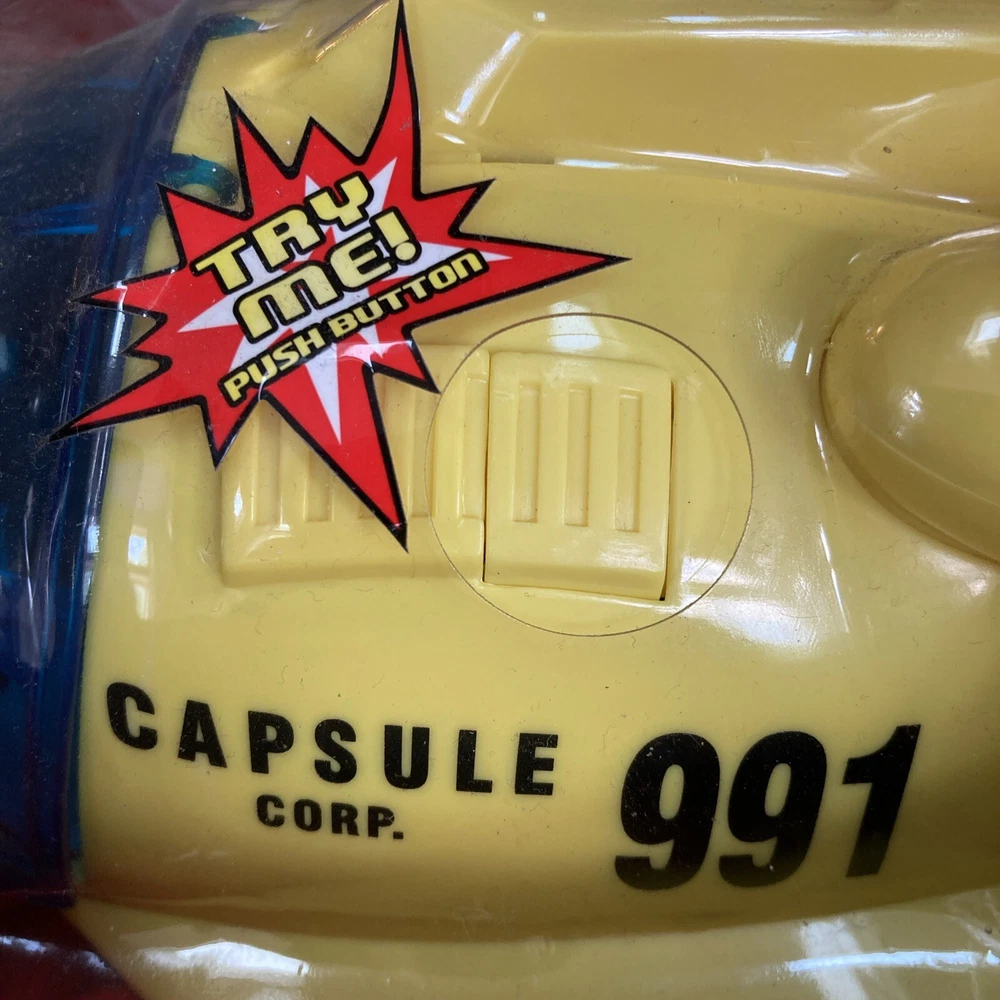 TRY
ME!
PUSH BUTTON
CAPSULE
CORP.
991